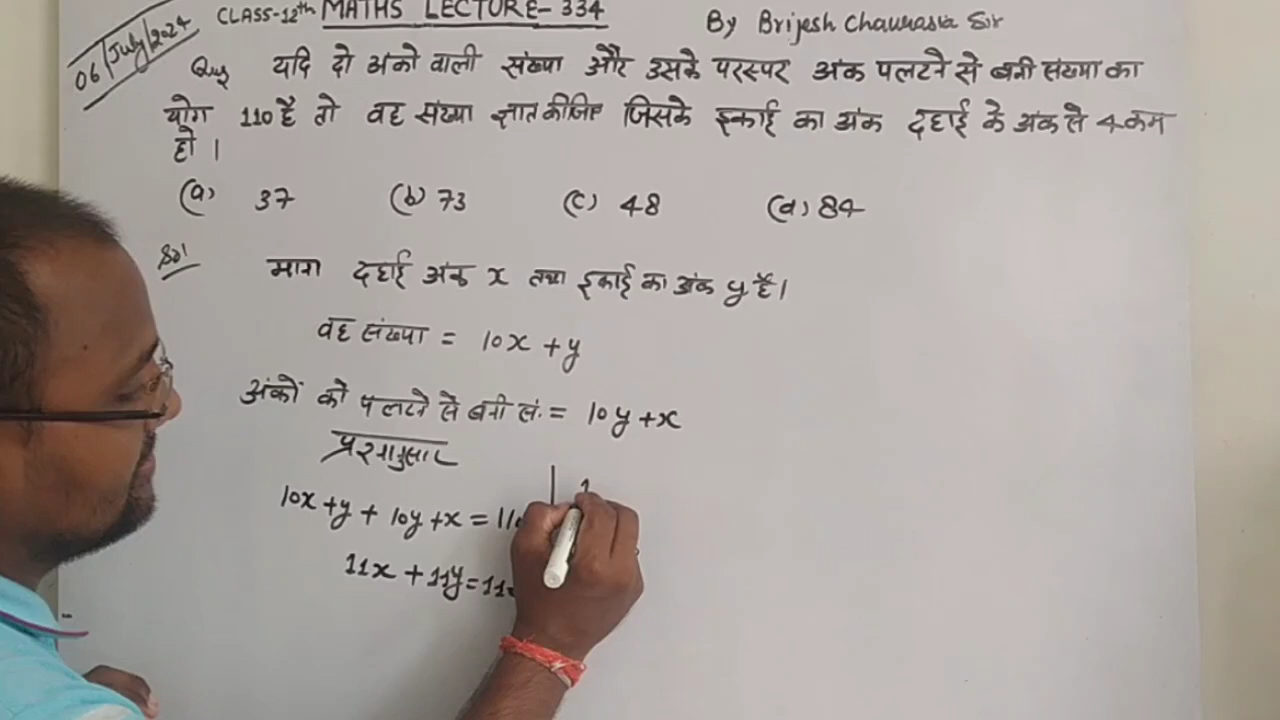 06/July/2024
CLASS-12th MATHS LECTURE-334
By Brijesh Chaurasia Sir
Ques यदि दो अंको वाली संख्या और उसके परस्पर अंक पलटने से बनी संख्या का
योग 110 है तो वह संख्या ज्ञात कीजिए जिसके इकाई का अंक दहाई के अंक से 4 कम
हो ।
(a) 37 (b) 73 (c) 48 (d) 84
Sol
माना दहाई अंक x तथा इकाई का अंक y है।
वह संख्या = 10x + y
अंकों को पलटने से बनी सं. = 10y + x
प्रश्नानुसार
10x + y + 10y + x = 11
11x + 11y = 11
1